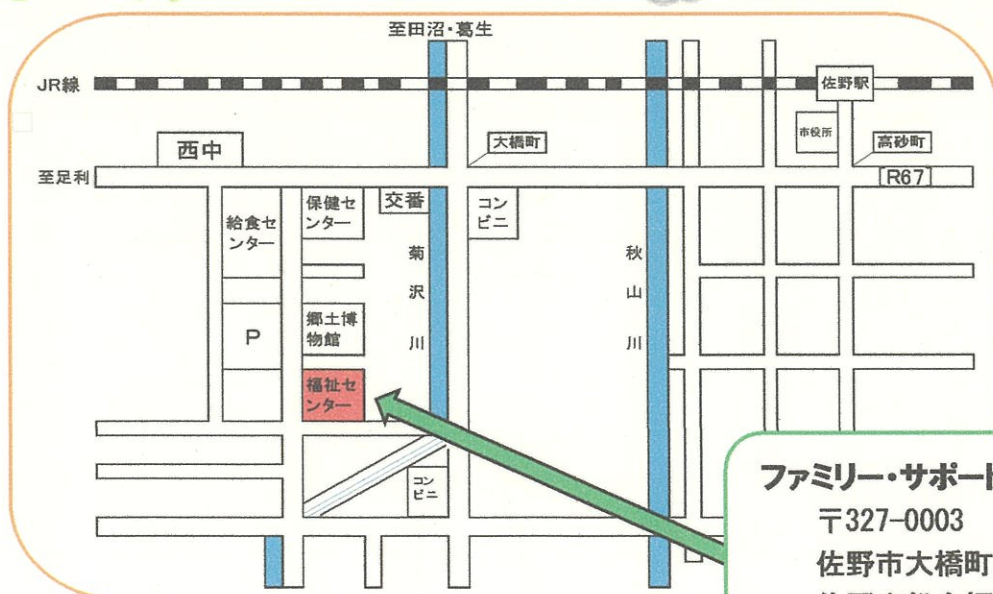 至田沼・葛生
JR線
佐野駅
市役所
高砂町
大橋町
西中
至足利
[R67]
保健セ
ンター
交番
コン
ビニ
給食セ
ンター
菊沢川
秋山川
郷土博
物館
P
福祉セ
ンター
コン
ビニ
ファミリー・サポート
〒327-0003
佐野市大橋町